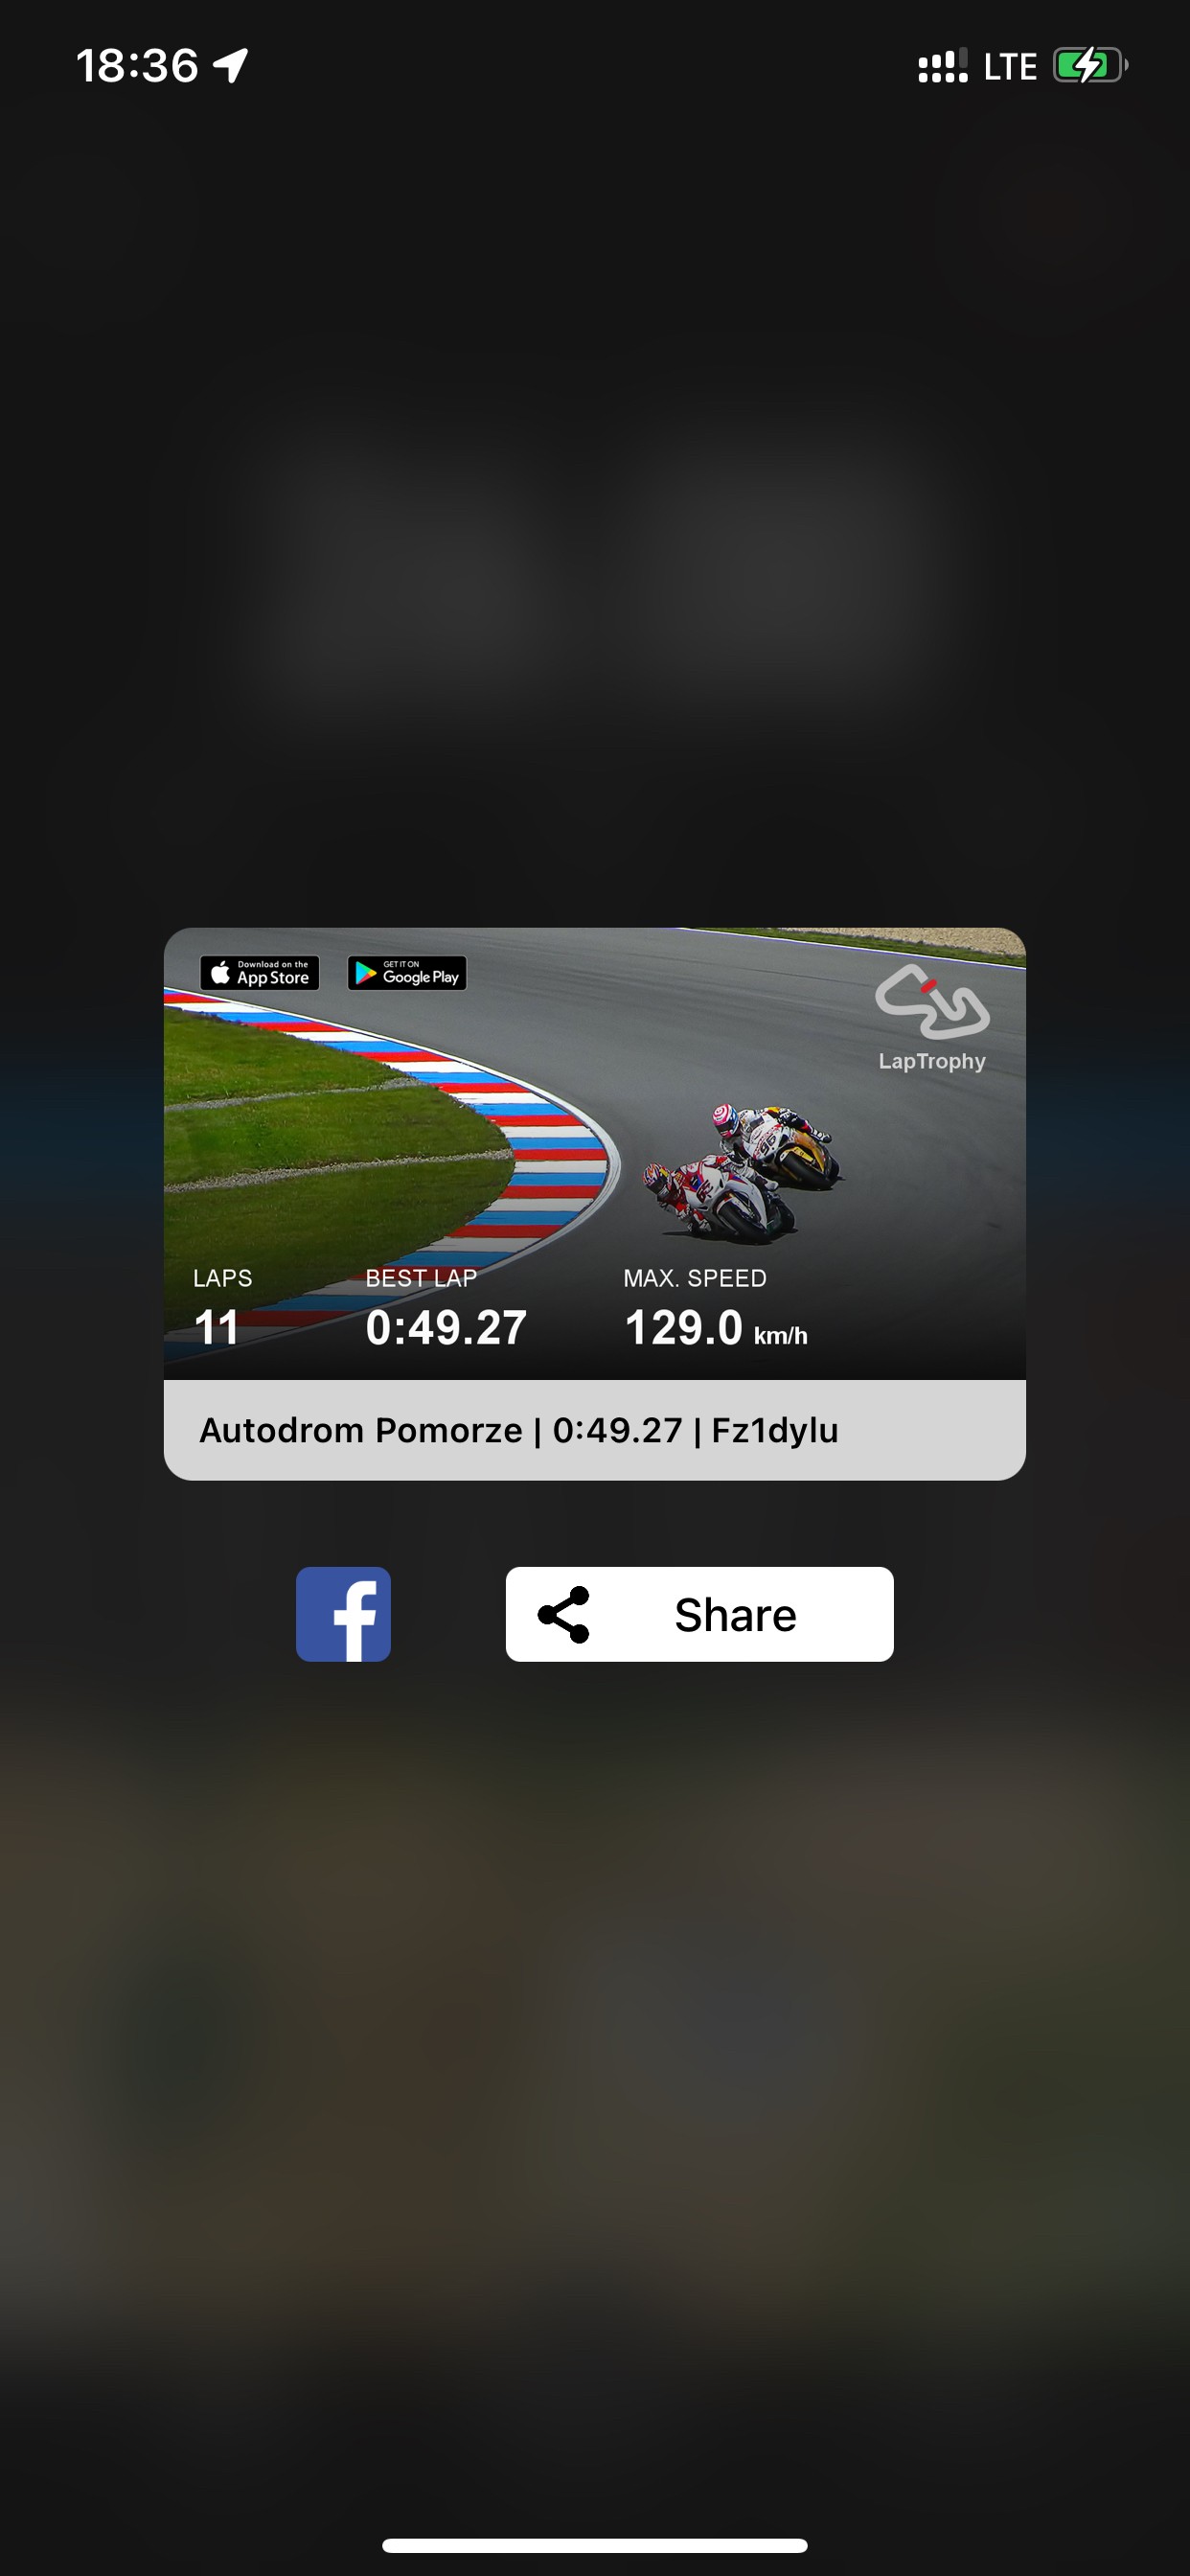 18:36 LTE
Download on the
App Store
GET IT ON
Google Play
LapTrophy
LAPS BEST LAP MAX. SPEED
11 0:49.27 129.0 km/h
Autodrom Pomorze | 0:49.27 | Fz1dylu
Share